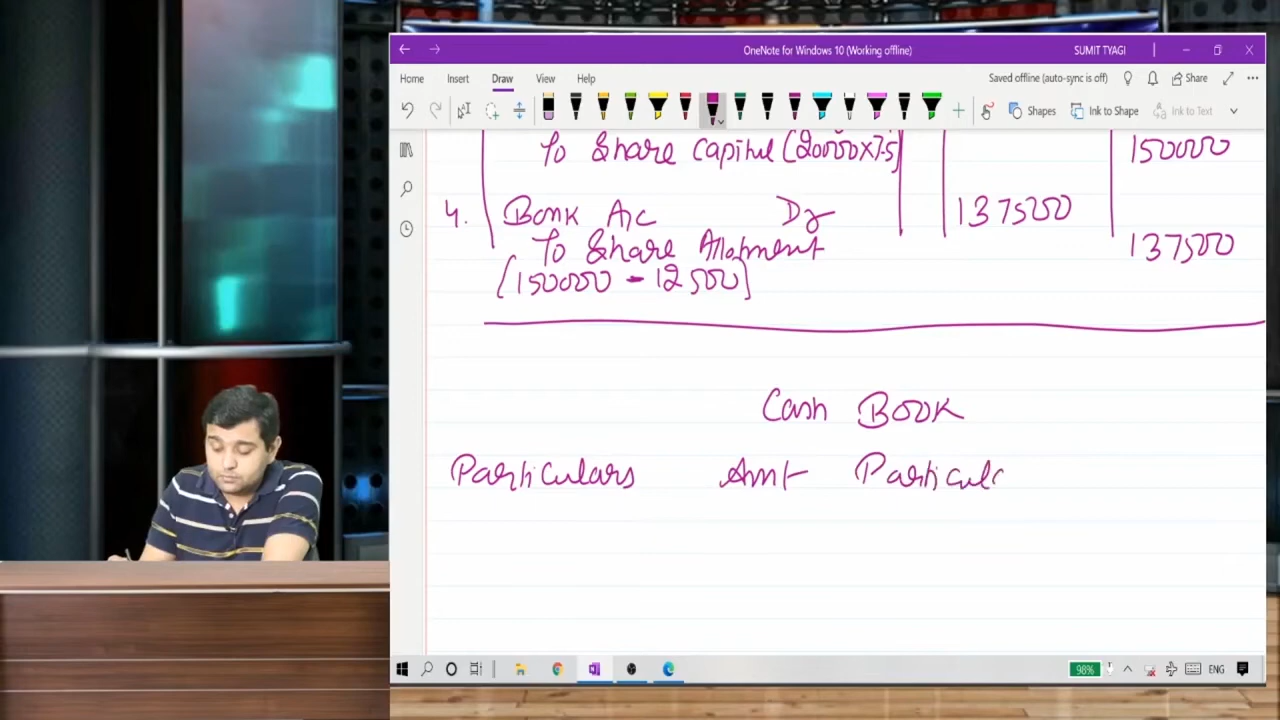 OneNote for Windows 10 (Working offline) SUMIT TYAGI
Home Insert Draw View Help Saved offline (auto-sync is off) Share
Shapes Ink to Shape Ink to Text
To Share Capital (20000x7.5) 150000
4. Bank A/c Dr 137500
To Share Allotment 137500
(150000 - 12500)
Cash Book
Particulars Amt Particul
98% ENG